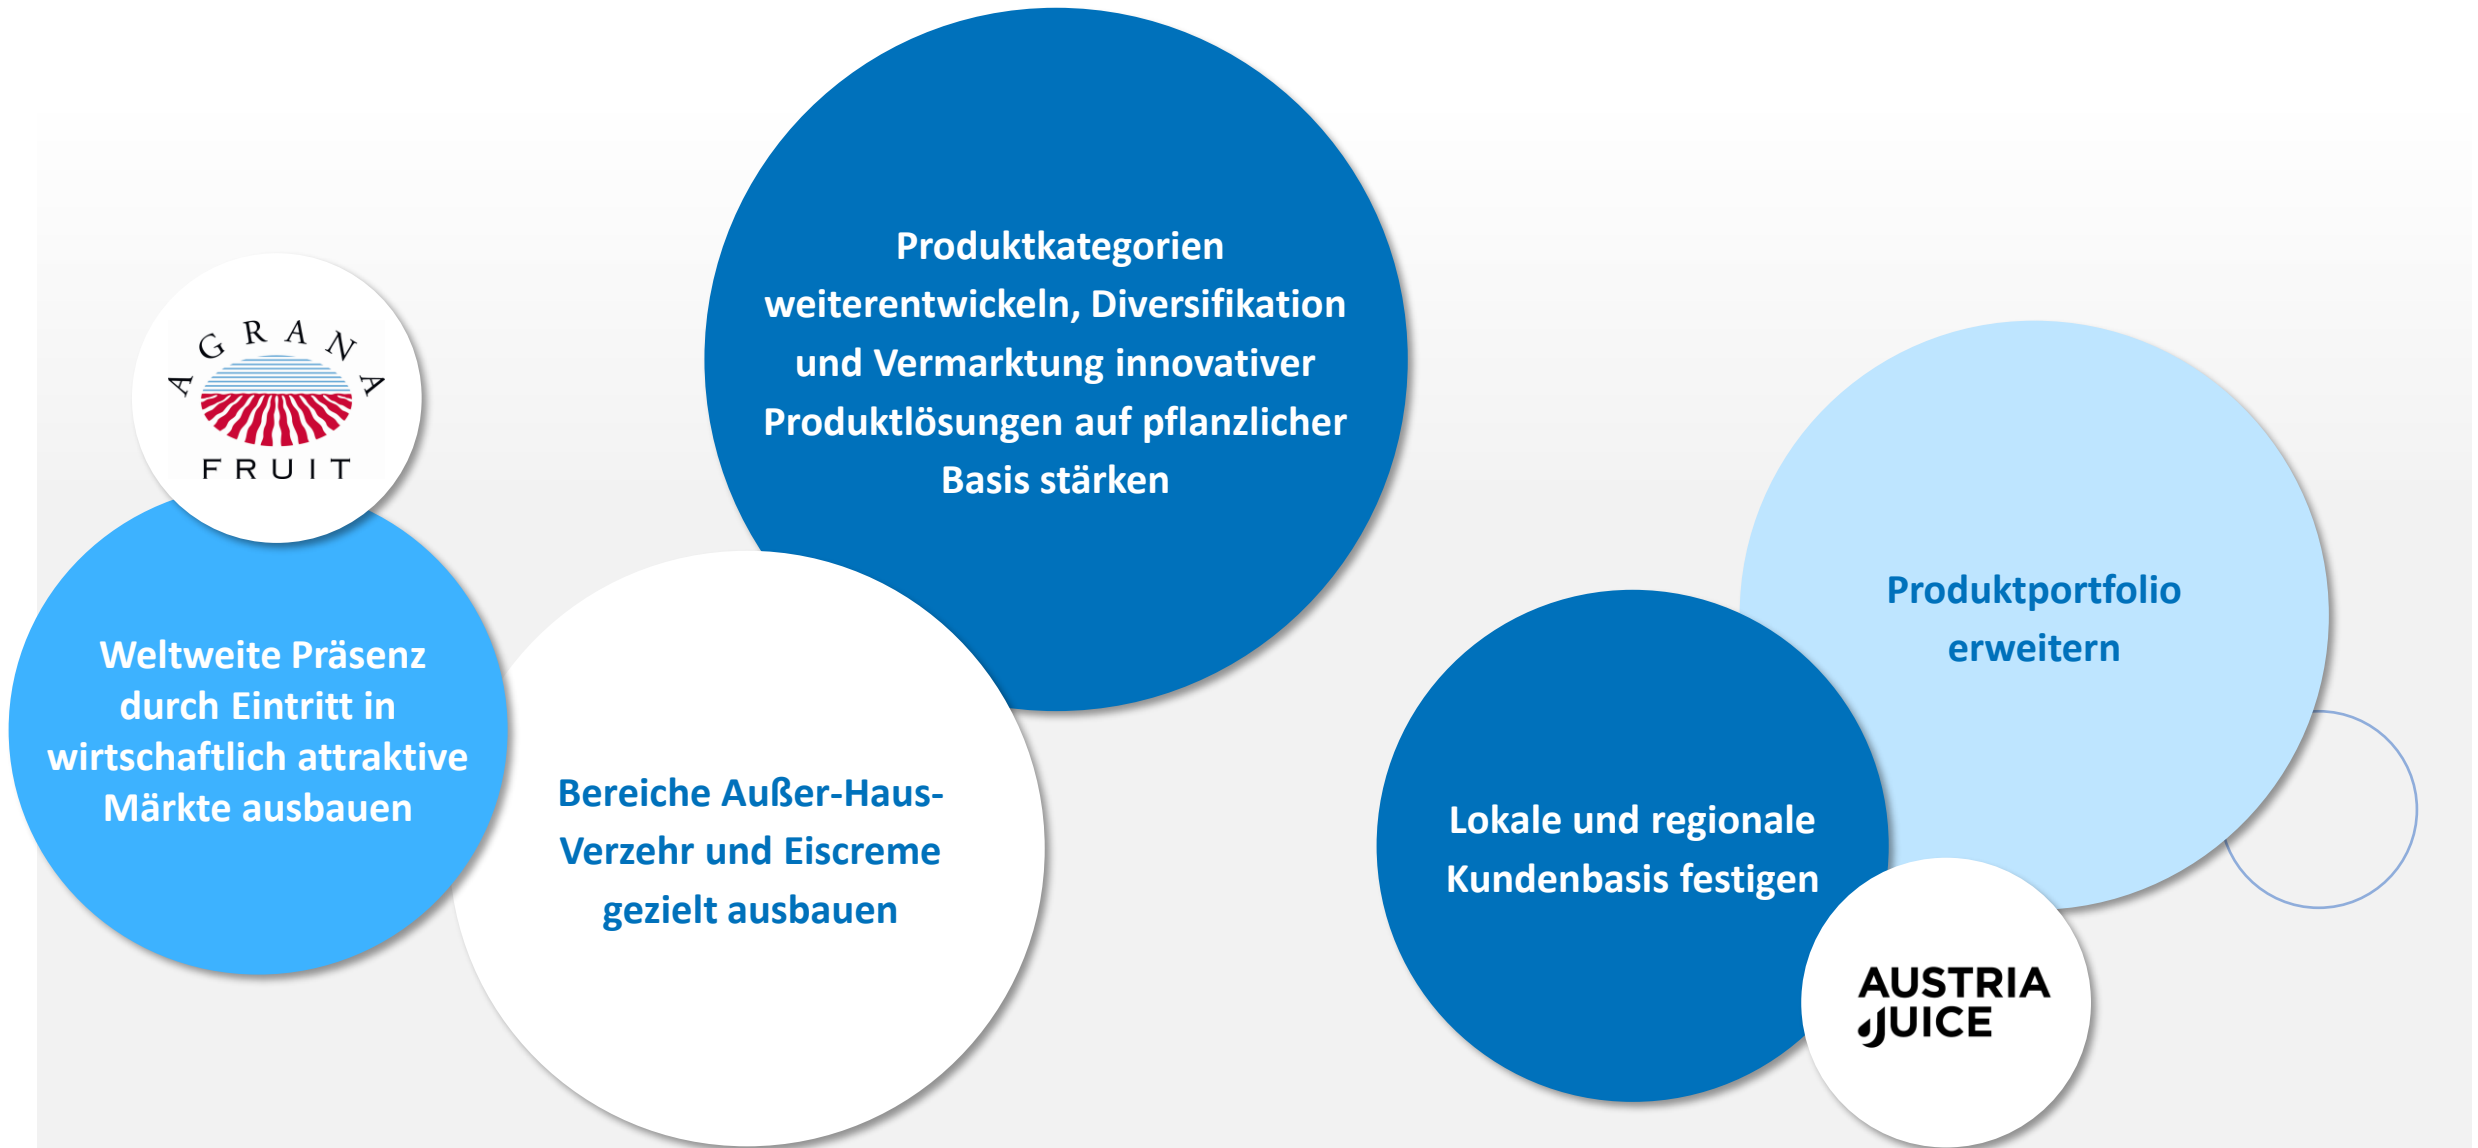 AGRANA
FRUIT
Weltweite Präsenz
durch Eintritt in
wirtschaftlich attraktive
Märkte ausbauen
Produktkategorien
weiterentwickeln, Diversifikation
und Vermarktung innovativer
Produktlösungen auf pflanzlicher
Basis stärken
Bereiche Außer-Haus-
Verzehr und Eiscreme
gezielt ausbauen
Lokale und regionale
Kundenbasis festigen
Produktportfolio
erweitern
AUSTRIA
JUICE